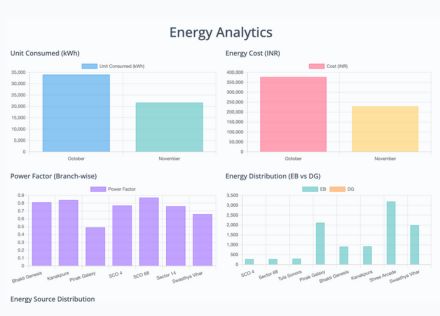 Energy Analytics
Unit Consumed (kWh)
Unit Consumed (kWh)
35,000
30,000
25,000
20,000
15,000
10,000
5,000
0
October
November
Energy Cost (INR)
Cost (INR)
400,000
350,000
300,000
250,000
200,000
150,000
100,000
50,000
0
October
November
Power Factor (Branch-wise)
Power Factor
0.9
0.8
0.7
0.6
0.5
0.4
0.3
0.2
0.1
0
Bhakti Genesis
Kanakpura
Pinak Galaxy
SCO 4
SCO 68
Sector 14
Swasthya Vihar
Energy Distribution (EB vs DG)
EB
DG
3,500
3,000
2,500
2,000
1,500
1,000
500
0
SCO 4
Sector 68
Pinak Galaxy
Bhakti Genesis
Kanakpura
Shree Arcade
Swasthya Vihar
Energy Source Distribution